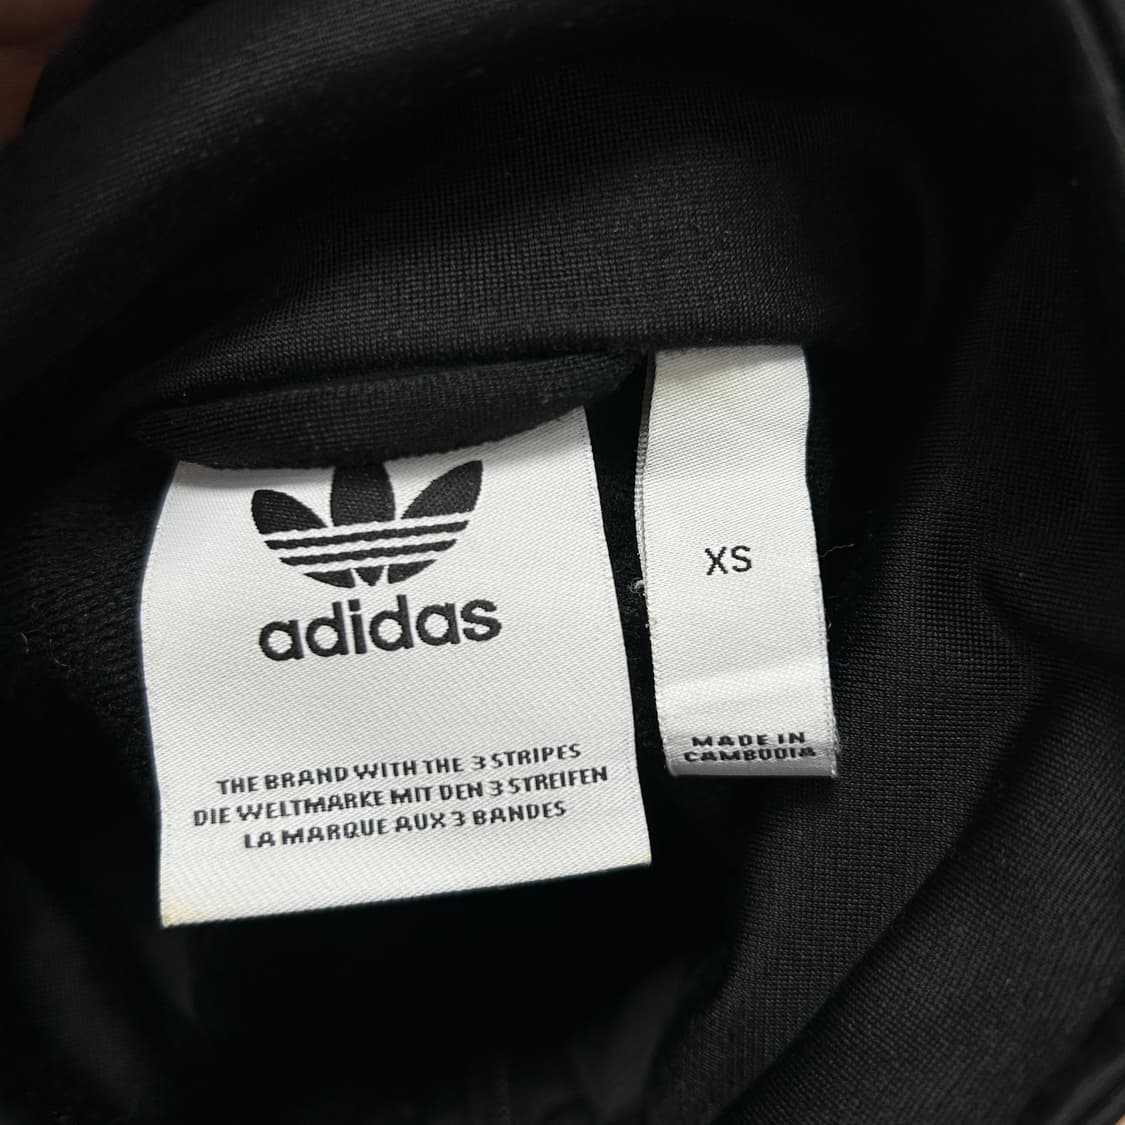 adidas
THE BRAND WITH THE 3 STRIPES
DIE WELTMARKE MIT DEN 3 STREIFEN
LA MARQUE AUX 3 BANDES
XS
MADE IN
CAMBODIA